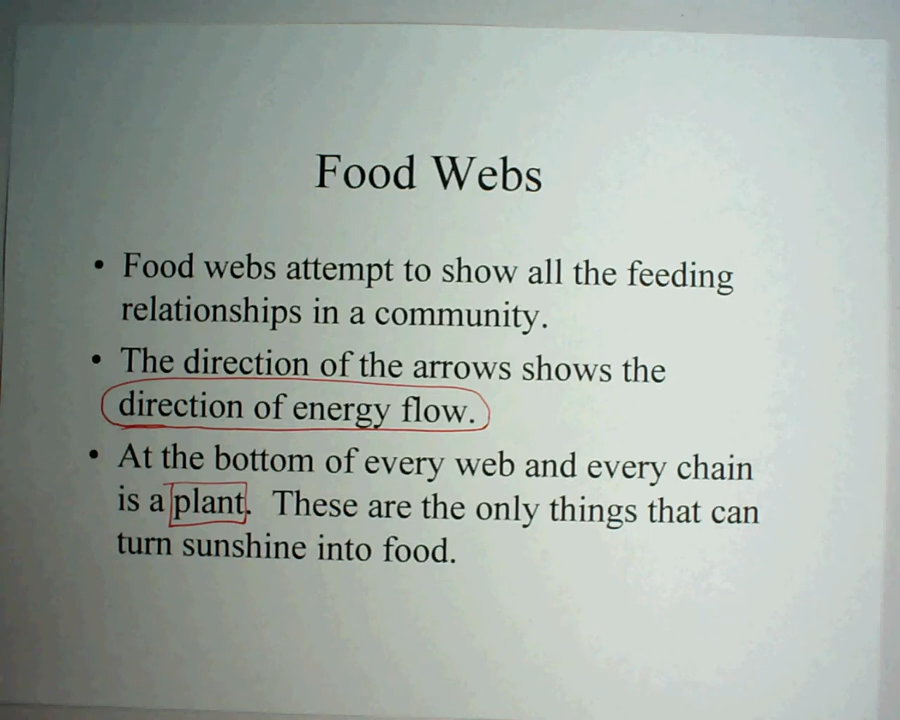 Food Webs
• Food webs attempt to show all the feeding
relationships in a community.
• The direction of the arrows shows the
direction of energy flow.
• At the bottom of every web and every chain
is a plant. These are the only things that can
turn sunshine into food.